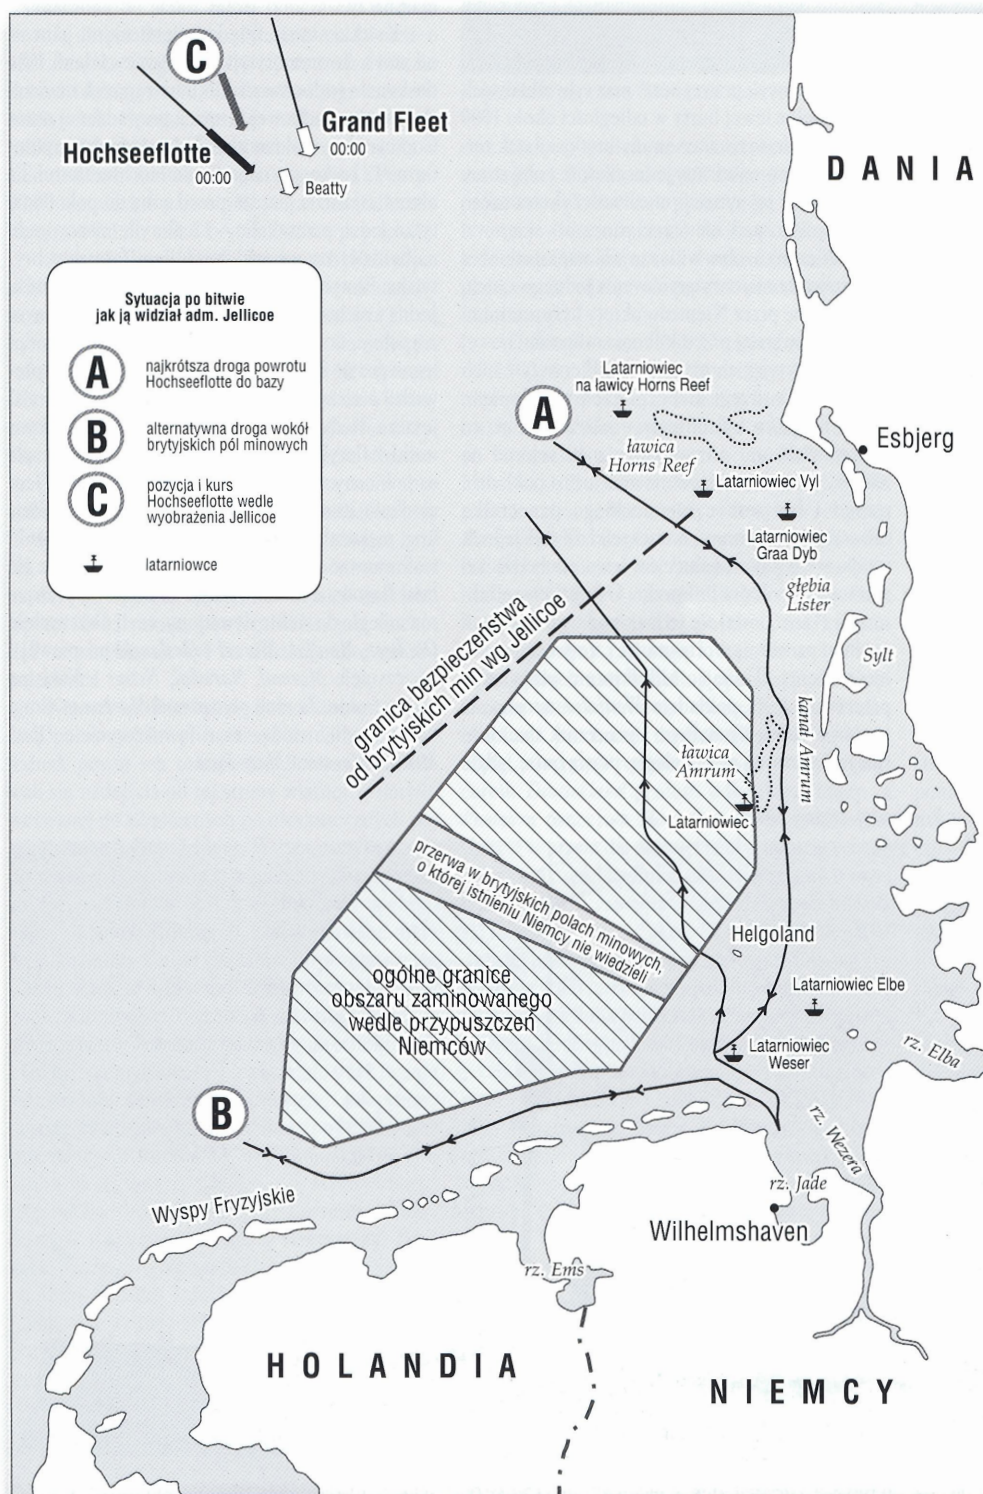 C
Grand Fleet
00:00
Hochseeflotte
00:00
Beatty
DANIA
Sytuacja po bitwie
jak ją widział adm. Jellicoe
A
najkrótsza droga powrotu
Hochseeflotte do bazy
B
alternatywna droga wokół
brytyjskich pól minowych
C
pozycja i kurs
Hochseeflotte wedle
wyobrażenia Jellicoe
latarniowce
Latarniowiec
na ławicy Horns Reef
A
ławica
Horns Reef
Esbjerg
Latarniowiec Vyl
Latarniowiec
Graa Dyb
głębia
Lister
granica bezpieczeństwa
od brytyjskich min wg Jellicoe
Sylt
kanał Amrum
ławica
Amrum
Latarniowiec
przerwa w brytyjskich polach minowych,
o której istnieniu Niemcy nie wiedzieli
Helgoland
ogólne granice
obszaru zaminowanego
wedle przypuszczeń
Niemców
Latarniowiec Elbe
rz. Elba
Latarniowiec
Weser
B
rz. Wezera
rz. Jade
Wyspy Fryzyjskie
Wilhelmshaven
rz. Ems
HOLANDIA
NIEMCY